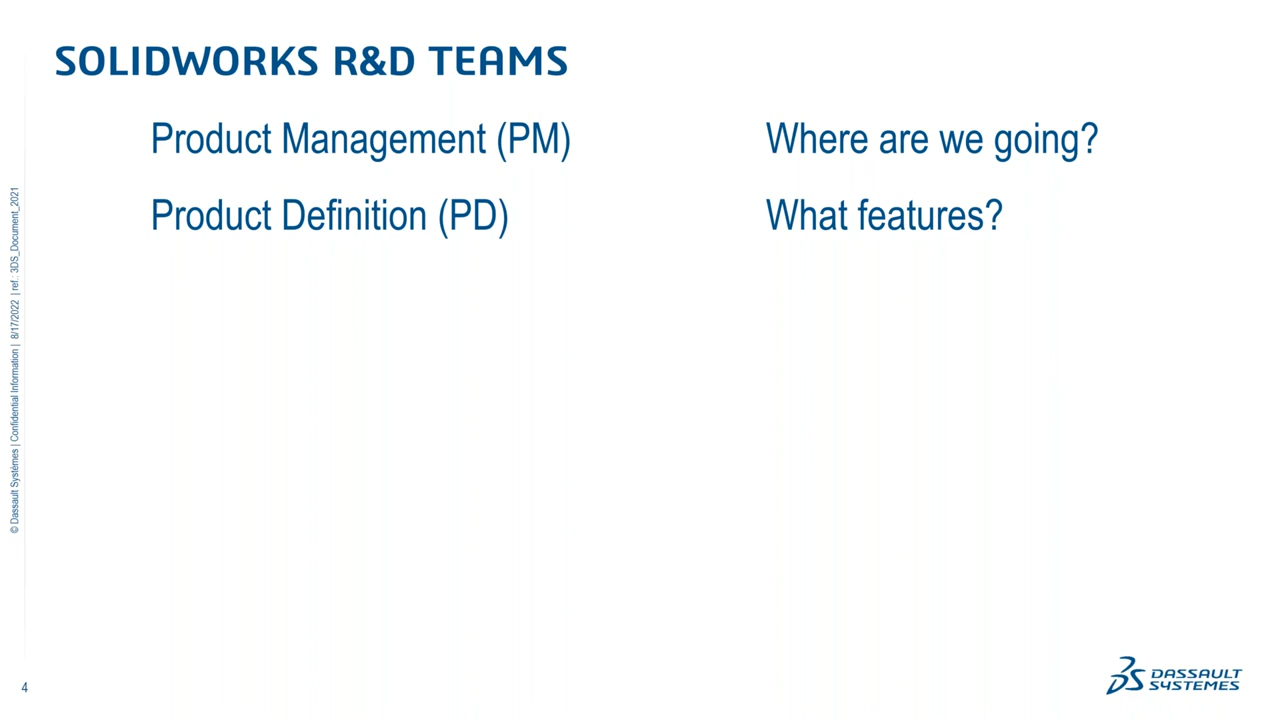 SOLIDWORKS R&D TEAMS
Product Management (PM) Where are we going?
Product Definition (PD) What features?
© Dassault Systèmes | Confidential Information | 8/17/2022 | ref.: 3DS_Document_2021
4
DASSAULT
SYSTEMES